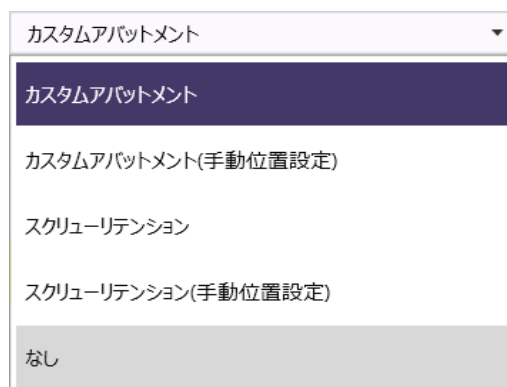 カスタムアバットメント
カスタムアバットメント
カスタムアバットメント(手動位置設定)
スクリューリテンション
スクリューリテンション(手動位置設定)
なし